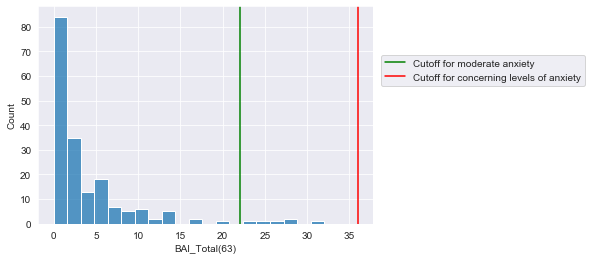 80
70
60
50
40
30
20
10
0
Count
0 5 10 15 20 25 30 35
BAI_Total(63)
Cutoff for moderate anxiety
Cutoff for concerning levels of anxiety